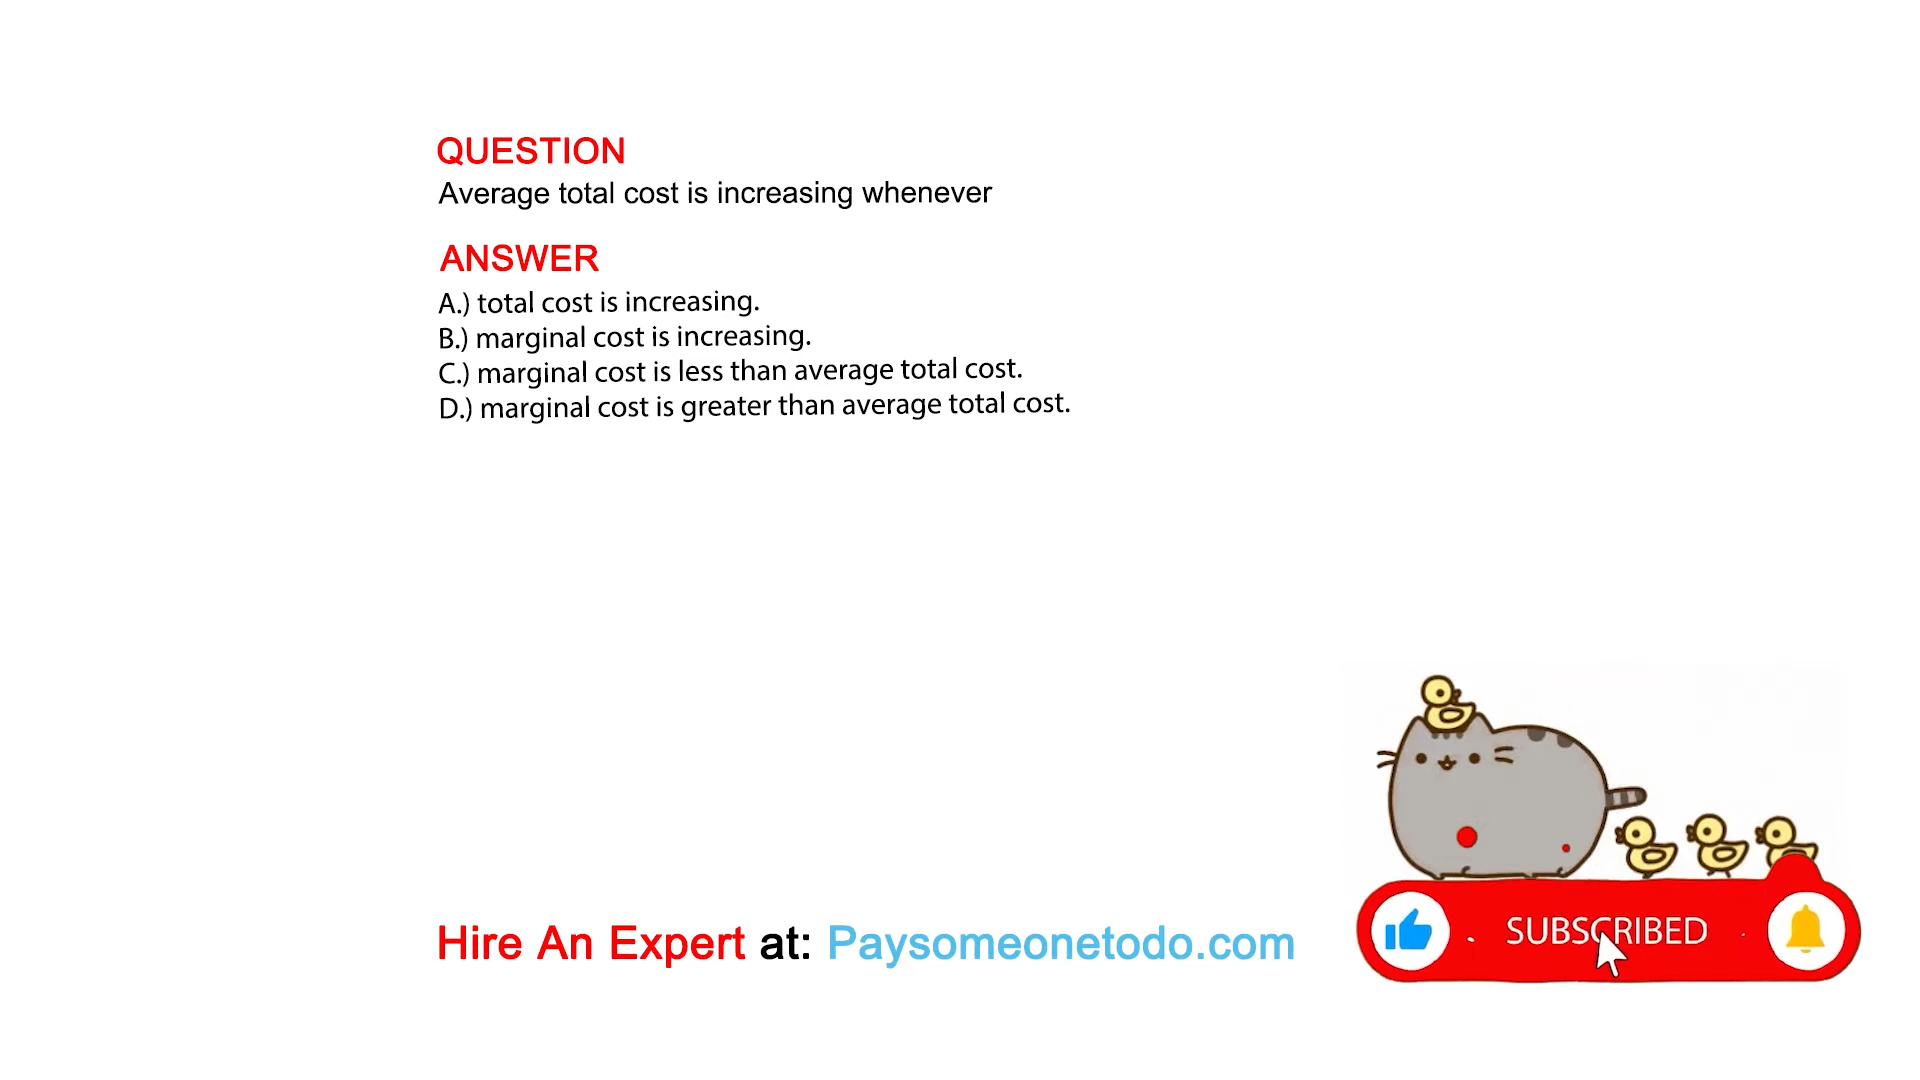 QUESTION
Average total cost is increasing whenever
ANSWER
A.) total cost is increasing.
B.) marginal cost is increasing.
C.) marginal cost is less than average total cost.
D.) marginal cost is greater than average total cost.
Hire An Expert at: Paysomeonetodo.com
SUBSCRIBED